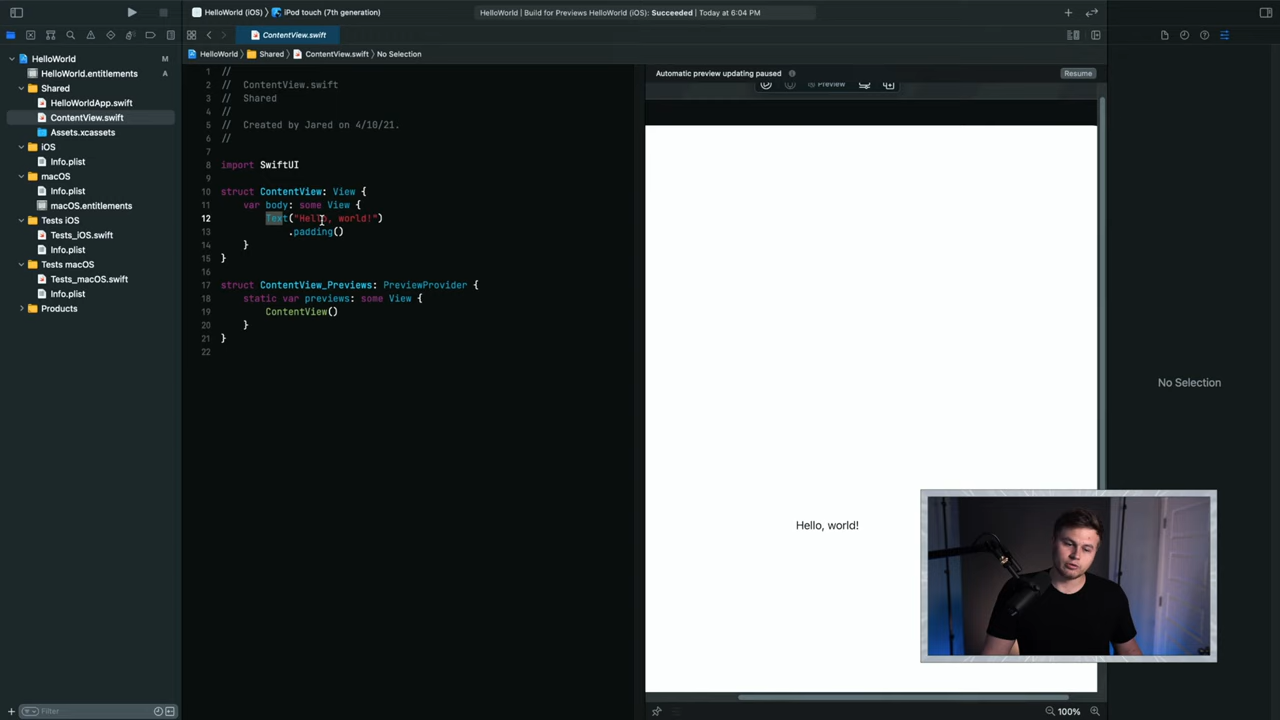 HelloWorld (iOS) 〉 iPod touch (7th generation)
HelloWorld | Build for Previews HelloWorld (iOS): Succeeded | Today at 6:04 PM
ContentView.swift
HelloWorld 〉 Shared 〉 ContentView.swift 〉 No Selection
HelloWorld M
HelloWorld.entitlements A
Shared
HelloWorldApp.swift
ContentView.swift
Assets.xcassets
iOS
Info.plist
macOS
Info.plist
macOS.entitlements
Tests iOS
Tests_iOS.swift
Info.plist
Tests macOS
Tests_macOS.swift
Info.plist
Products
Filter
1 //
2 // ContentView.swift
3 // Shared
4 //
5 // Created by Jared on 4/10/21.
6 //
7
8 import SwiftUI
9
10 struct ContentView: View {
11 var body: some View {
12 Text("Hello, world!")
13 .padding()
14 }
15 }
16
17 struct ContentView_Previews: PreviewProvider {
18 static var previews: some View {
19 ContentView()
20 }
21 }
22
Automatic preview updating paused
Resume
Preview
Hello, world!
100%
No Selection